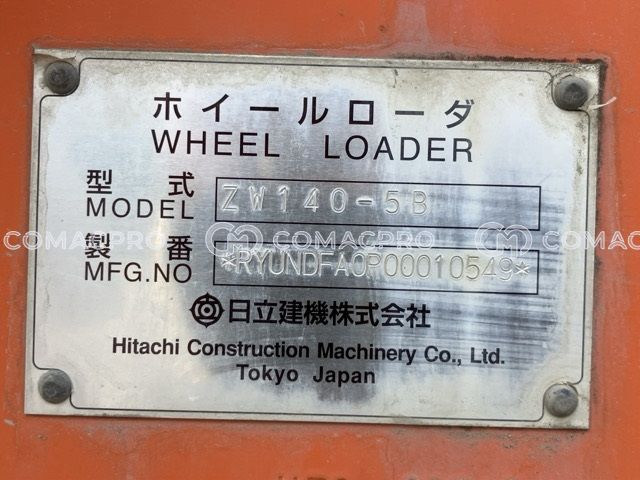 ホイールローダ
WHEEL LOADER
型式
MODEL ZW140-5B
製番
MFG.NO *RYUNDFA0P00010549*
日立建機株式会社
Hitachi Construction Machinery Co., Ltd.
Tokyo Japan
COMACPRO COMACPRO COMACPRO